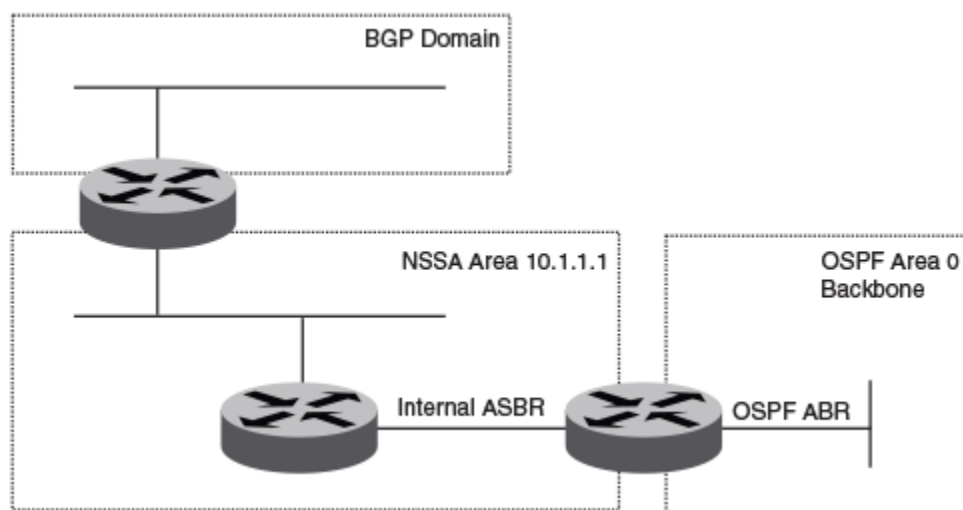 BGP Domain
NSSA Area 10.1.1.1
OSPF Area 0
Backbone
Internal ASBR
OSPF ABR